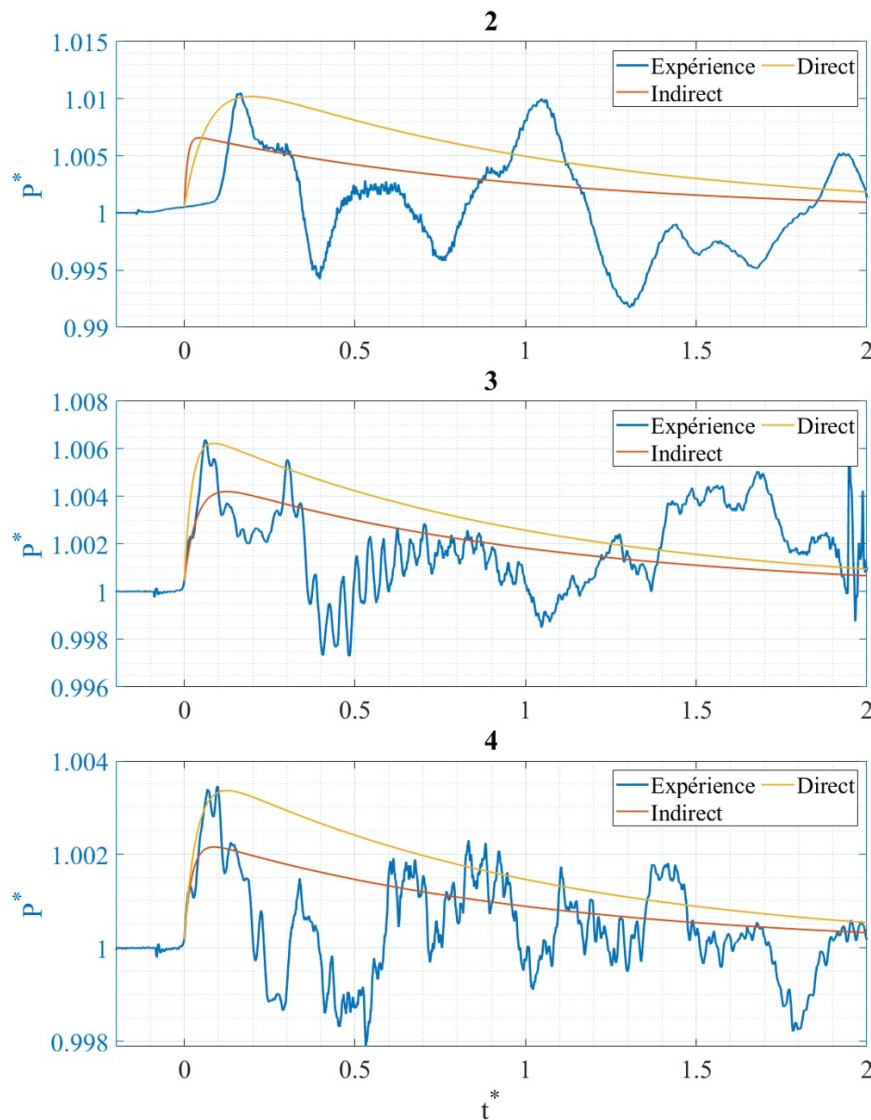 2
1.015
1.01
1.005
1
0.995
0.99
P*
Expérience Direct
Indirect
0 0.5 1 1.5 2
3
1.008
1.006
1.004
1.002
1
0.998
0.996
P*
Expérience Direct
Indirect
0 0.5 1 1.5 2
4
1.004
1.002
1
0.998
P*
Expérience Direct
Indirect
0 0.5 1 1.5 2
t*